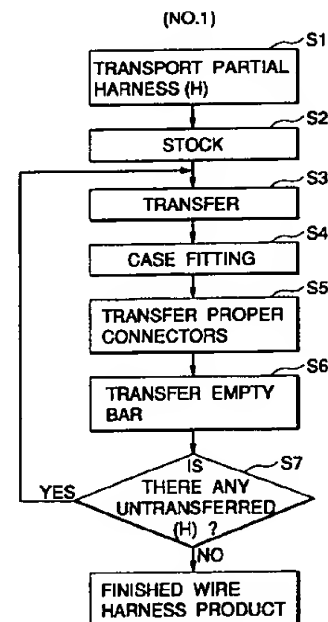 (NO.1)
S1
TRANSPORT PARTIAL
HARNESS (H)
S2
STOCK
S3
TRANSFER
S4
CASE FITTING
S5
TRANSFER PROPER
CONNECTORS
S6
TRANSFER EMPTY
BAR
S7
IS
THERE ANY
UNTRANSFERRED
(H) ?
YES
NO
FINISHED WIRE
HARNESS PRODUCT